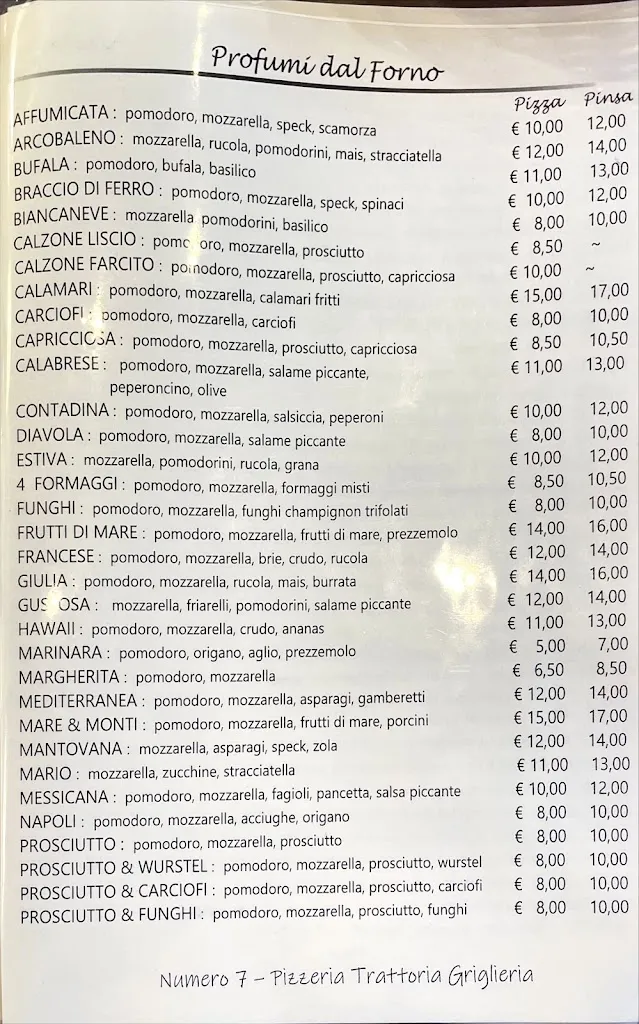 Profumi dal Forno
Pizza Pinsa
AFFUMICATA : pomodoro, mozzarella, speck, scamorza € 10,00 12,00
ARCOBALENO : mozzarella, rucola, pomodorini, mais, stracciatella € 12,00 14,00
BUFALA : pomodoro, bufala, basilico € 11,00 13,00
BRACCIO DI FERRO : pomodoro, mozzarella, speck, spinaci € 10,00 12,00
BIANCANEVE : mozzarella pomodorini, basilico € 8,00 10,00
CALZONE LISCIO : pomodoro, mozzarella, prosciutto € 8,50 ~
CALZONE FARCITO : pomodoro, mozzarella, prosciutto, capricciosa € 10,00 ~
CALAMARI : pomodoro, mozzarella, calamari fritti € 15,00 17,00
CARCIOFI : pomodoro, mozzarella, carciofi € 8,00 10,00
CAPRICCIOSA : pomodoro, mozzarella, prosciutto, capricciosa € 8,50 10,50
CALABRESE : pomodoro, mozzarella, salame piccante, € 11,00 13,00
peperoncino, olive
CONTADINA : pomodoro, mozzarella, salsiccia, peperoni € 10,00 12,00
DIAVOLA : pomodoro, mozzarella, salame piccante € 8,00 10,00
ESTIVA : mozzarella, pomodorini, rucola, grana € 10,00 12,00
4 FORMAGGI : pomodoro, mozzarella, formaggi misti € 8,50 10,50
FUNGHI : pomodoro, mozzarella, funghi champignon trifolati € 8,00 10,00
FRUTTI DI MARE : pomodoro, mozzarella, frutti di mare, prezzemolo € 14,00 16,00
FRANCESE : pomodoro, mozzarella, brie, crudo, rucola € 12,00 14,00
GIULIA : pomodoro, mozzarella, rucola, mais, burrata € 14,00 16,00
GUSTOSA : mozzarella, friarelli, pomodorini, salame piccante € 12,00 14,00
HAWAII : pomodoro, mozzarella, crudo, ananas € 11,00 13,00
MARINARA : pomodoro, origano, aglio, prezzemolo € 5,00 7,00
MARGHERITA : pomodoro, mozzarella € 6,50 8,50
MEDITERRANEA : pomodoro, mozzarella, asparagi, gamberetti € 12,00 14,00
MARE & MONTI : pomodoro, mozzarella, frutti di mare, porcini € 15,00 17,00
MANTOVANA : mozzarella, asparagi, speck, zola € 12,00 14,00
MARIO : mozzarella, zucchine, stracciatella € 11,00 13,00
MESSICANA : pomodoro, mozzarella, fagioli, pancetta, salsa piccante € 10,00 12,00
NAPOLI : pomodoro, mozzarella, acciughe, origano € 8,00 10,00
PROSCIUTTO : pomodoro, mozzarella, prosciutto € 8,00 10,00
PROSCIUTTO & WURSTEL : pomodoro, mozzarella, prosciutto, wurstel € 8,00 10,00
PROSCIUTTO & CARCIOFI : pomodoro, mozzarella, prosciutto, carciofi € 8,00 10,00
PROSCIUTTO & FUNGHI : pomodoro, mozzarella, prosciutto, funghi € 8,00 10,00
Numero 7 – Pizzeria Trattoria Griglieria